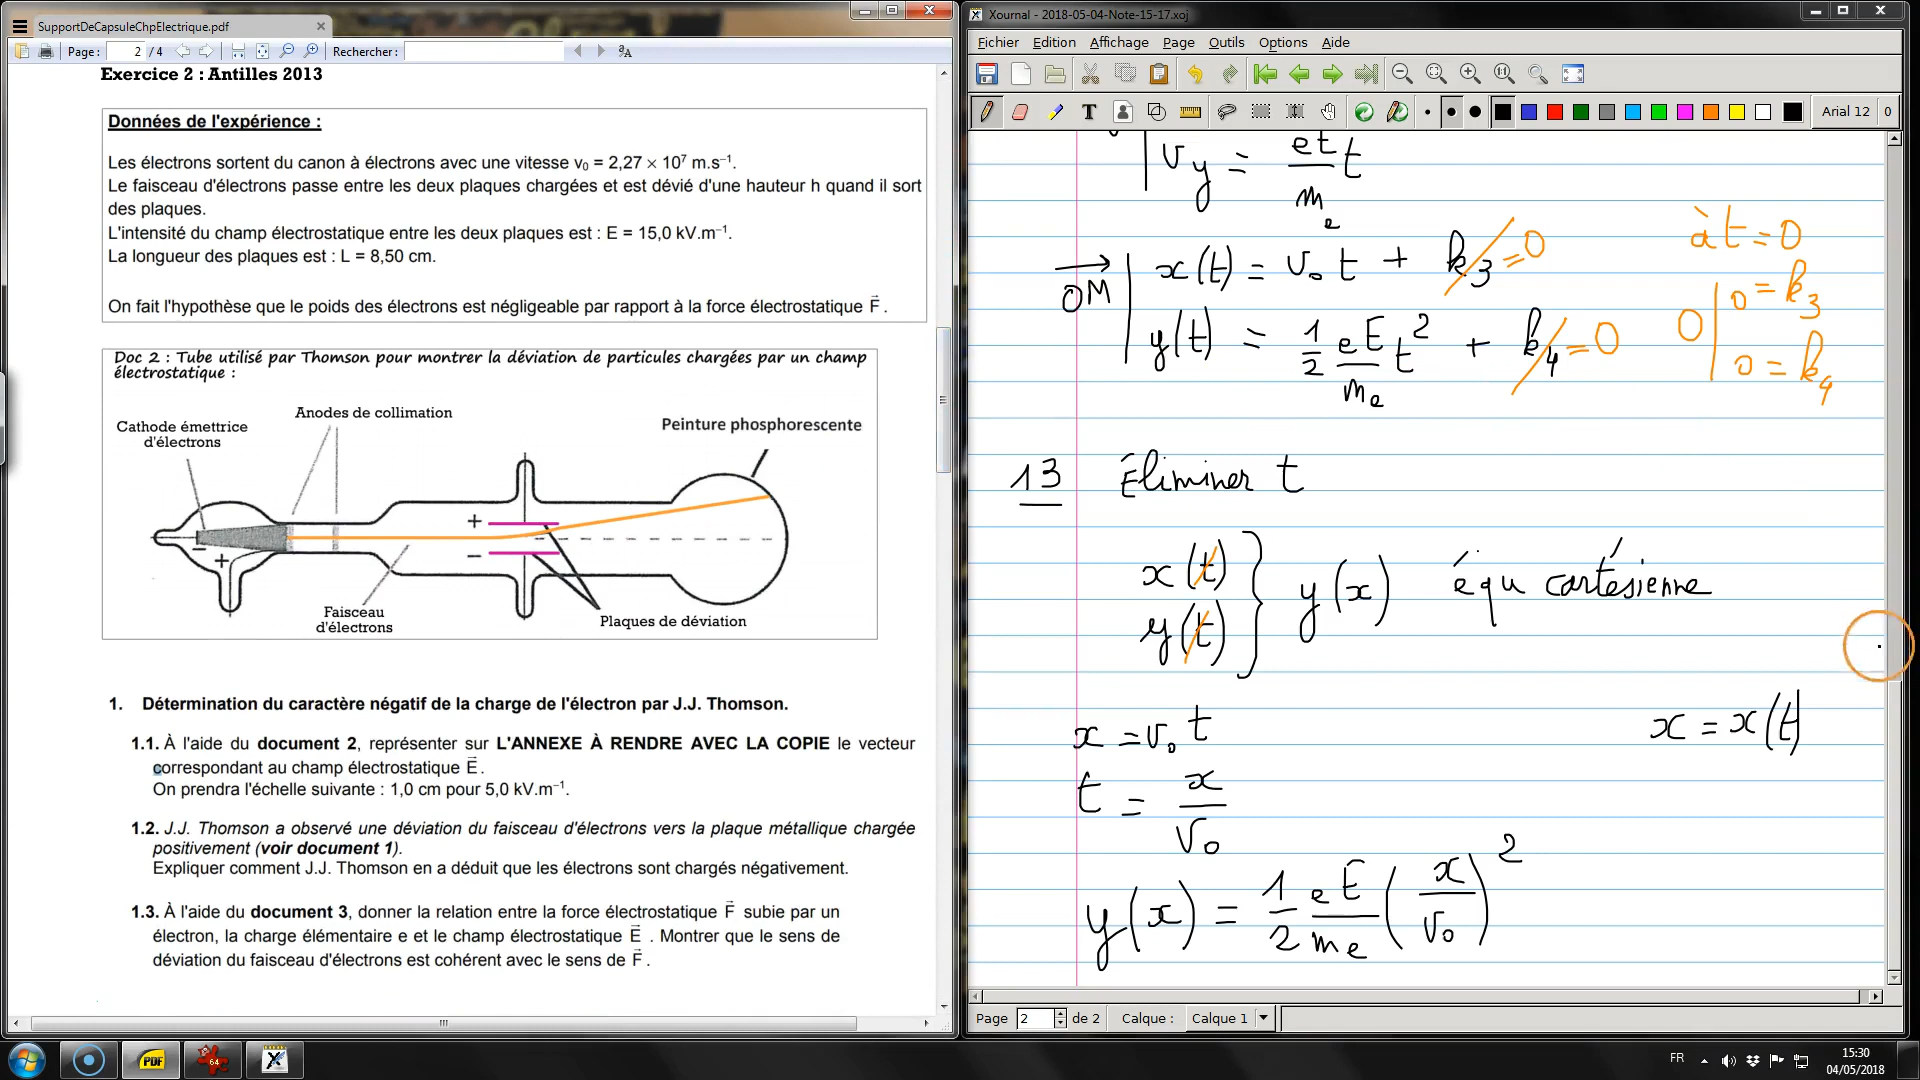 SupportDeCapsuleChpElectrique.pdf
Page : 2 / 4 Rechercher :
Exercice 2 : Antilles 2013
Données de l'expérience :
Les électrons sortent du canon à électrons avec une vitesse v₀ = 2,27 × 10⁷ m.s⁻¹.
Le faisceau d'électrons passe entre les deux plaques chargées et est dévié d'une hauteur h quand il sort
des plaques.
L'intensité du champ électrostatique entre les deux plaques est : E = 15,0 kV.m⁻¹.
La longueur des plaques est : L = 8,50 cm.
On fait l'hypothèse que le poids des électrons est négligeable par rapport à la force électrostatique F⃗ .
Doc 2 : Tube utilisé par Thomson pour montrer la déviation de particules chargées par un champ
électrostatique :
Cathode émettrice
d'électrons
Anodes de collimation
Peinture phosphorescente
+
−
−
+
Faisceau
d'électrons
Plaques de déviation
1. Détermination du caractère négatif de la charge de l'électron par J.J. Thomson.
1.1. À l'aide du document 2, représenter sur L'ANNEXE À RENDRE AVEC LA COPIE le vecteur
correspondant au champ électrostatique E⃗.
On prendra l'échelle suivante : 1,0 cm pour 5,0 kV.m⁻¹.
1.2. J.J. Thomson a observé une déviation du faisceau d'électrons vers la plaque métallique chargée
positivement (voir document 1).
Expliquer comment J.J. Thomson en a déduit que les électrons sont chargés négativement.
1.3. À l'aide du document 3, donner la relation entre la force électrostatique F⃗ subie par un
électron, la charge élémentaire e et le champ électrostatique E⃗ . Montrer que le sens de
déviation du faisceau d'électrons est cohérent avec le sens de F⃗ .
Xournal - 2018-05-04-Note-15-17.xoj
Fichier Edition Affichage Page Outils Options Aide
Arial 12 0
Vy = et/me t
OM⃗ | x(t) = v₀ t + k₃ = 0
y(t) = 1/2 eE/me t² + k₄ = 0
à t = 0
0 | 0 = k₃
0 = k₄
13 Éliminer t
x(t)
y(t) } y(x) équ cartésienne
x = v₀ t
x = x(t)
t = x/v₀
y(x) = 1/2 eE/me (x/v₀)²
Page 2 de 2 Calque : Calque 1
PDF 64 FR 15:30
04/05/2018